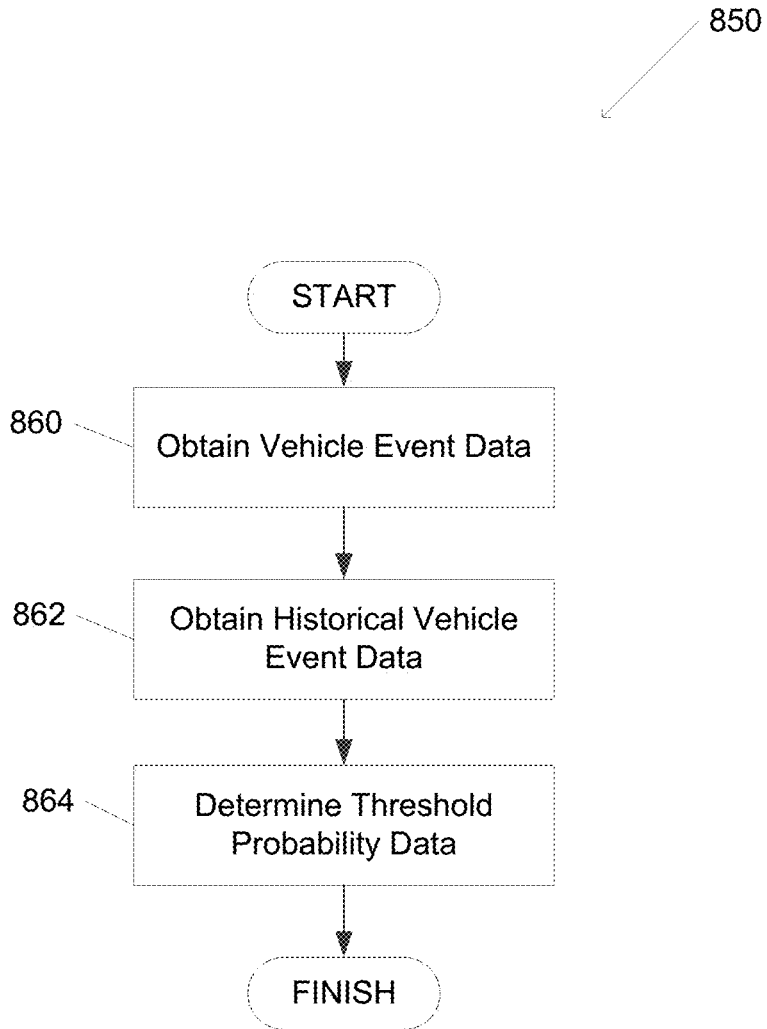 850
START
860
Obtain Vehicle Event Data
862
Obtain Historical Vehicle
Event Data
864
Determine Threshold
Probability Data
FINISH